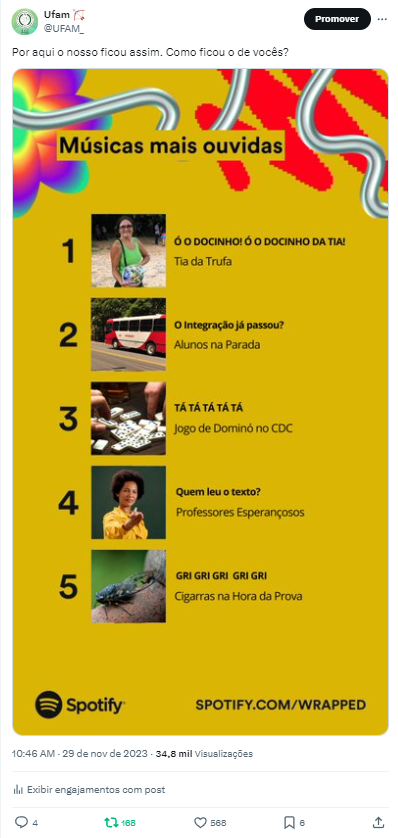 Ufam
@UFAM_
Promover
Por aqui o nosso ficou assim. Como ficou o de vocês?
Músicas mais ouvidas
1
Ó O DOCINHO! Ó O DOCINHO DA TIA!
Tia da Trufa
2
O Integração já passou?
Alunos na Parada
3
TÁ TÁ TÁ TÁ TÁ
Jogo de Dominó no CDC
4
Quem leu o texto?
Professores Esperançosos
5
GRI GRI GRI GRI GRI
Cigarras na Hora da Prova
Spotify
SPOTIFY.COM/WRAPPED
10:46 AM · 29 de nov de 2023 · 34,8 mil Visualizações
Exibir engajamentos com post
4 168 568 6